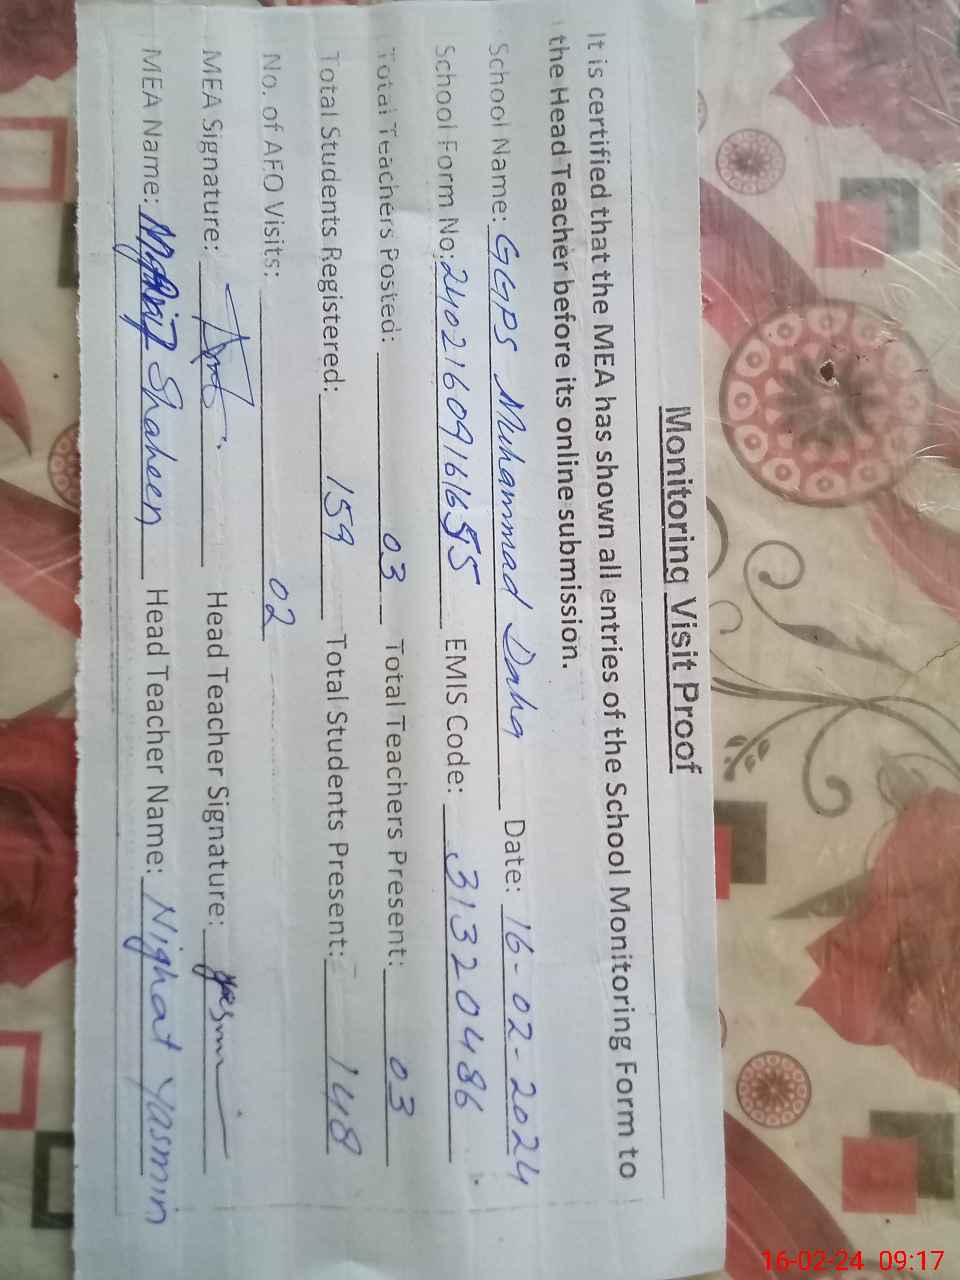 Monitoring Visit Proof
It is certified that the MEA has shown all entries of the School Monitoring Form to
the Head Teacher before its online submission.
School Name: GGPS Muhammad Daha Date: 16-02-2024
School Form No: EMIS Code: 31320486
Total Teachers Posted: 03 Total Teachers Present: 03
Total Students Registered: 159 Total Students Present: 148
No. of AEO Visits: 02
MEA Signature: Head Teacher Signature:
MEA Name: Shaheen Head Teacher Name: Nighat Yasmin
16-02-24 09:17